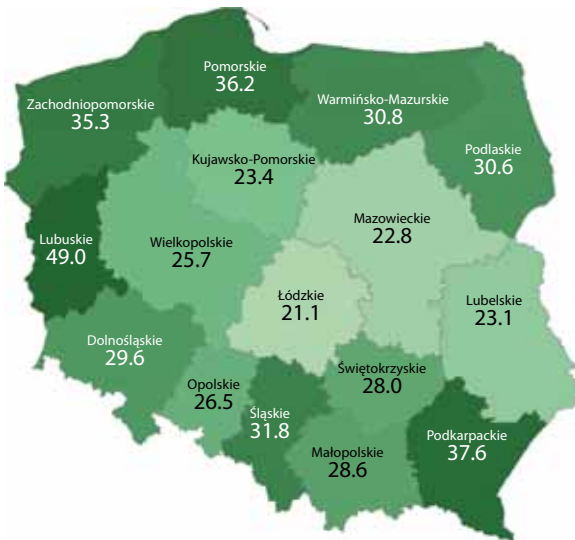 Pomorskie
36.2
Zachodniopomorskie
35.3
Warmińsko-Mazurskie
30.8
Podlaskie
30.6
Kujawsko-Pomorskie
23.4
Mazowieckie
22.8
Lubuskie
49.0
Wielkopolskie
25.7
Łódzkie
21.1
Lubelskie
23.1
Dolnośląskie
29.6
Opolskie
26.5
Śląskie
31.8
Świętokrzyskie
28.0
Małopolskie
28.6
Podkarpackie
37.6